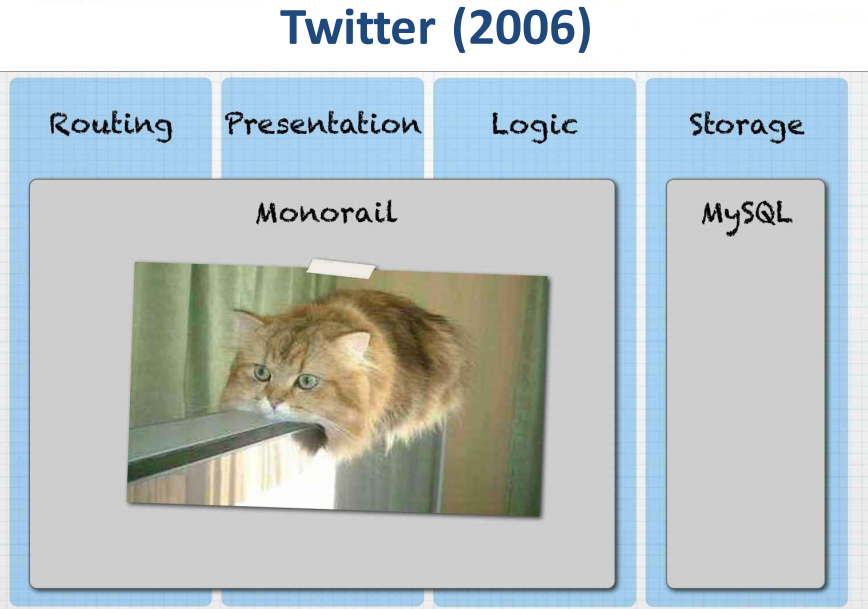 Twitter (2006)
Routing Presentation Logic Storage
Monorail MySQL